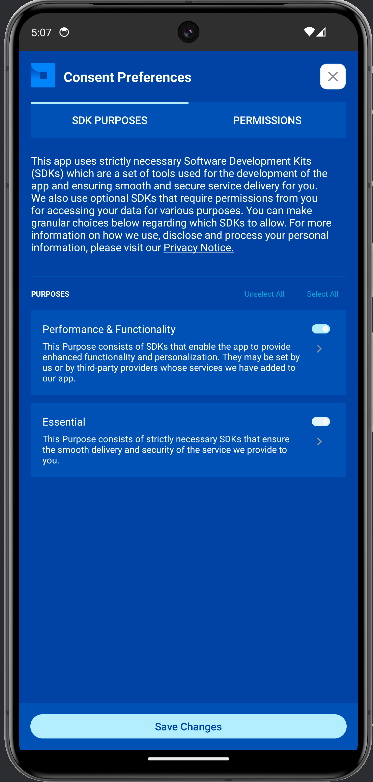 5:07
Consent Preferences
SDK PURPOSES
PERMISSIONS
This app uses strictly necessary Software Development Kits
(SDKs) which are a set of tools used for the development of the
app and ensuring smooth and secure service delivery for you.
We also use optional SDKs that require permissions from you
for accessing your data for various purposes. You can make
granular choices below regarding which SDKs to allow. For more
information on how we use, disclose and process your personal
information, please visit our Privacy Notice.
PURPOSES
Unselect All
Select All
Performance & Functionality
This Purpose consists of SDKs that enable the app to provide
enhanced functionality and personalization. They may be set by
us or by third-party providers whose services we have added to
our app.
Essential
This Purpose consists of strictly necessary SDKs that ensure
the smooth delivery and security of the service we provide to
you.
Save Changes